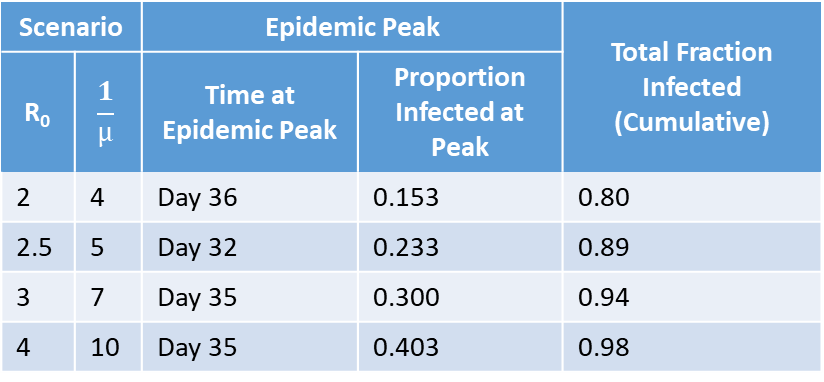 Scenario Epidemic Peak Total Fraction Infected (Cumulative)
R₀ 1/μ Time at Epidemic Peak Proportion Infected at Peak
2 4 Day 36 0.153 0.80
2.5 5 Day 32 0.233 0.89
3 7 Day 35 0.300 0.94
4 10 Day 35 0.403 0.98